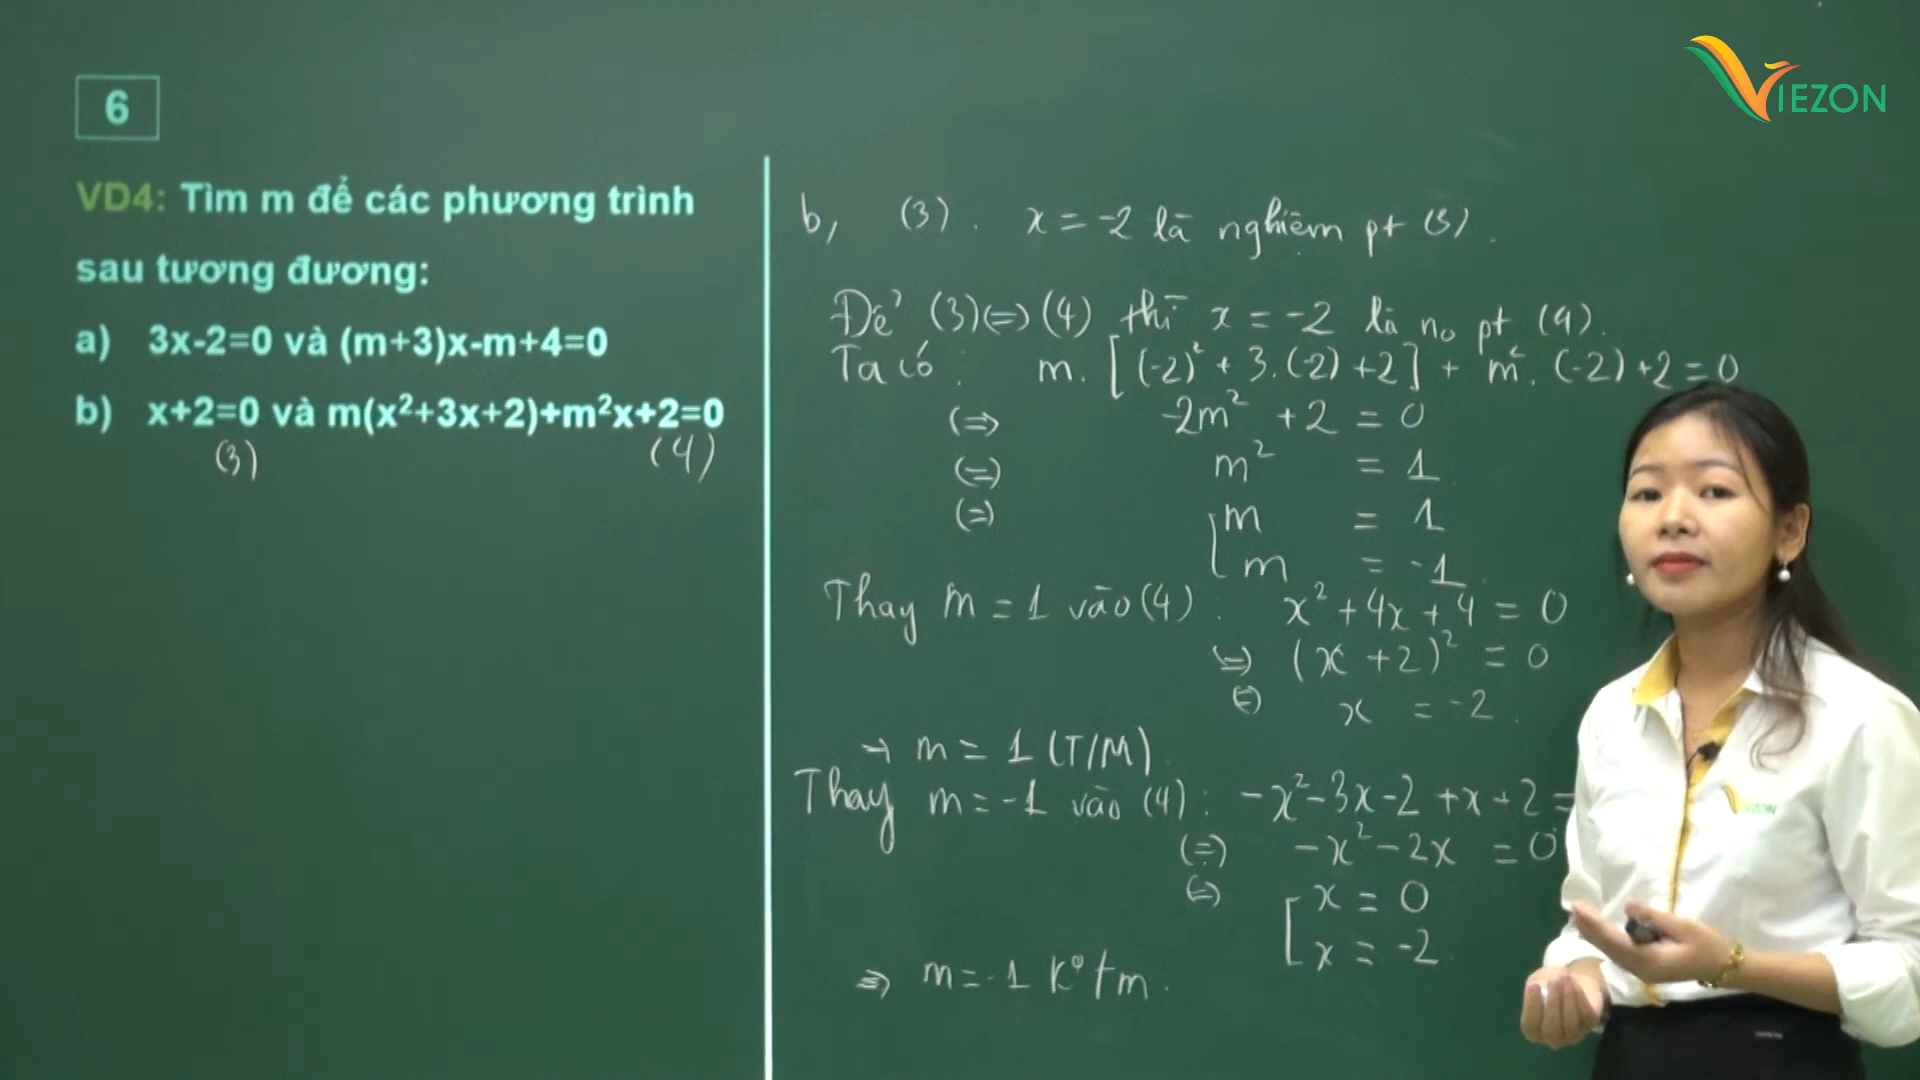 VIEZON
6
VD4: Tìm m để các phương trình
sau tương đương:
a) 3x-2=0 và (m+3)x-m+4=0
b) x+2=0 và m(x²+3x+2)+m²x+2=0
(3) (4)
b, (3). x = -2 là nghiệm pt (3).
Để (3) (=) (4) thì x = -2 là no pt (4).
Ta có: m. [(-2)² + 3.(-2) +2] + m². (-2) +2 = 0
(=) -2m² +2 = 0
(=) m² = 1
(=) [m = 1
m = -1
Thay m = 1 vào (4): x² + 4x + 4 = 0
(=) (x +2)² = 0
(=) x = -2.
→ m = 1 (T/M)
Thay m = -1 vào (4): -x² - 3x - 2 + x + 2 =
(=) -x² - 2x = 0
(=) [x = 0
x = -2.
=> m = -1 k° tm.